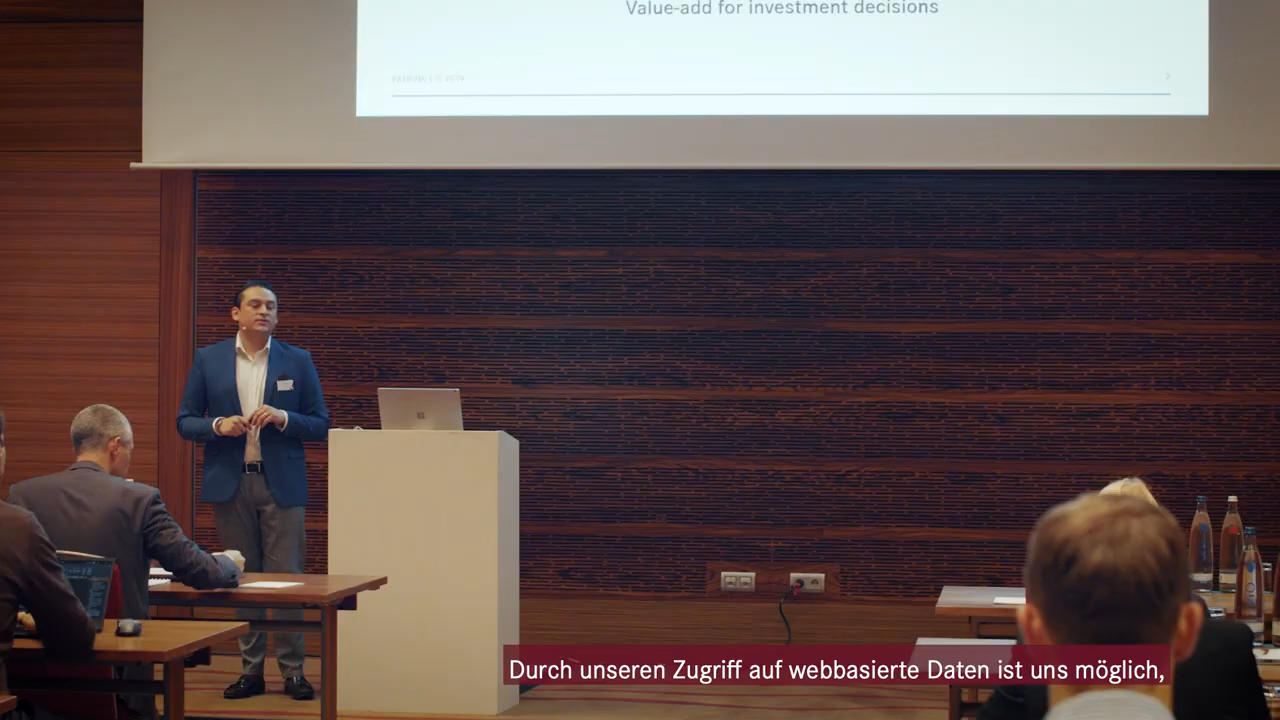 Value-add for investment decisions
Durch unseren Zugriff auf webbasierte Daten ist uns möglich,